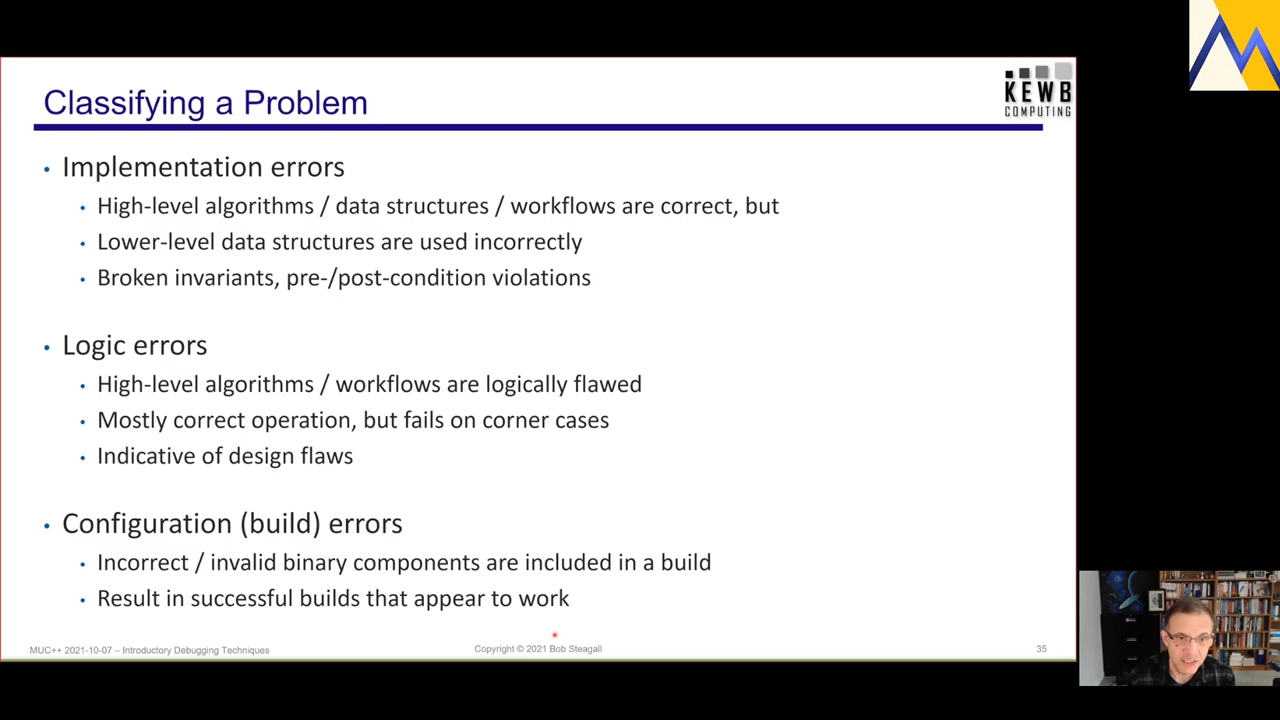 Classifying a Problem
KEWB
COMPUTING
• Implementation errors
• High-level algorithms / data structures / workflows are correct, but
• Lower-level data structures are used incorrectly
• Broken invariants, pre-/post-condition violations
• Logic errors
• High-level algorithms / workflows are logically flawed
• Mostly correct operation, but fails on corner cases
• Indicative of design flaws
• Configuration (build) errors
• Incorrect / invalid binary components are included in a build
• Result in successful builds that appear to work
MUC++ 2021-10-07 – Introductory Debugging Techniques
Copyright © 2021 Bob Steagall
35